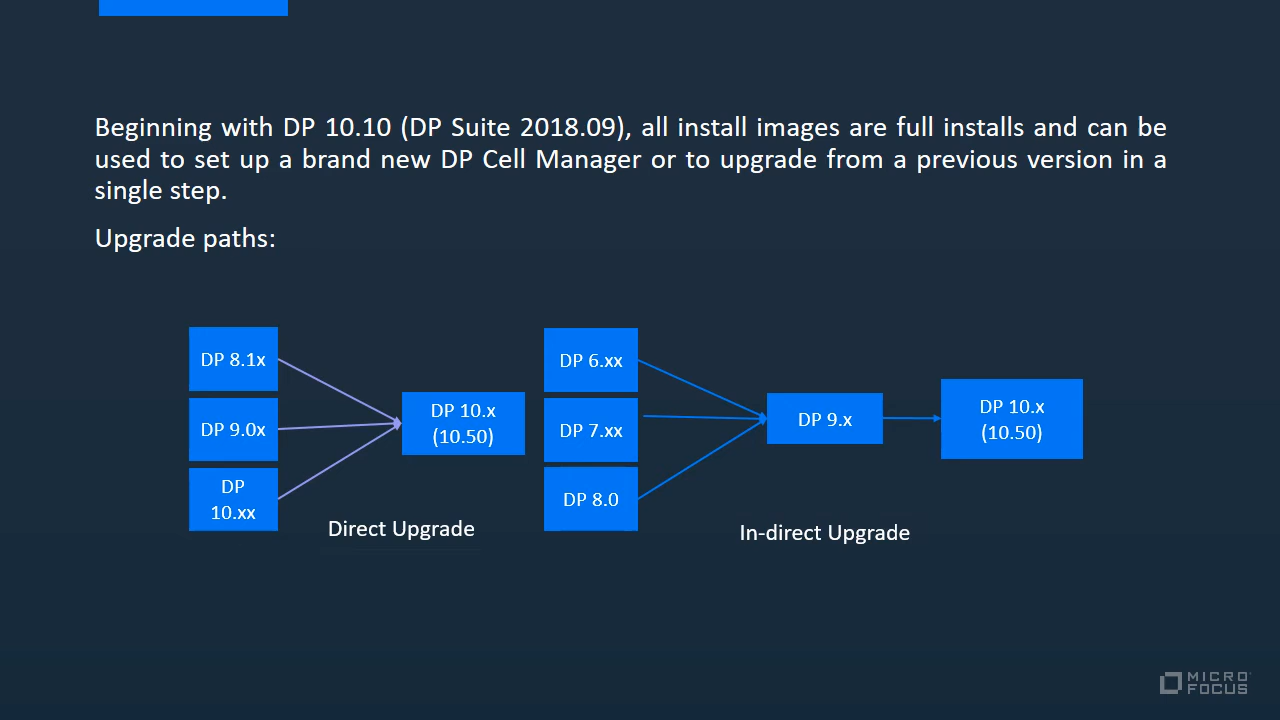 Beginning with DP 10.10 (DP Suite 2018.09), all install images are full installs and can be
used to set up a brand new DP Cell Manager or to upgrade from a previous version in a
single step.
Upgrade paths:
DP 8.1x
DP 9.0x
DP
10.xx
DP 10.x
(10.50)
Direct Upgrade
DP 6.xx
DP 7.xx
DP 8.0
DP 9.x
DP 10.x
(10.50)
In-direct Upgrade
MICRO
FOCUS